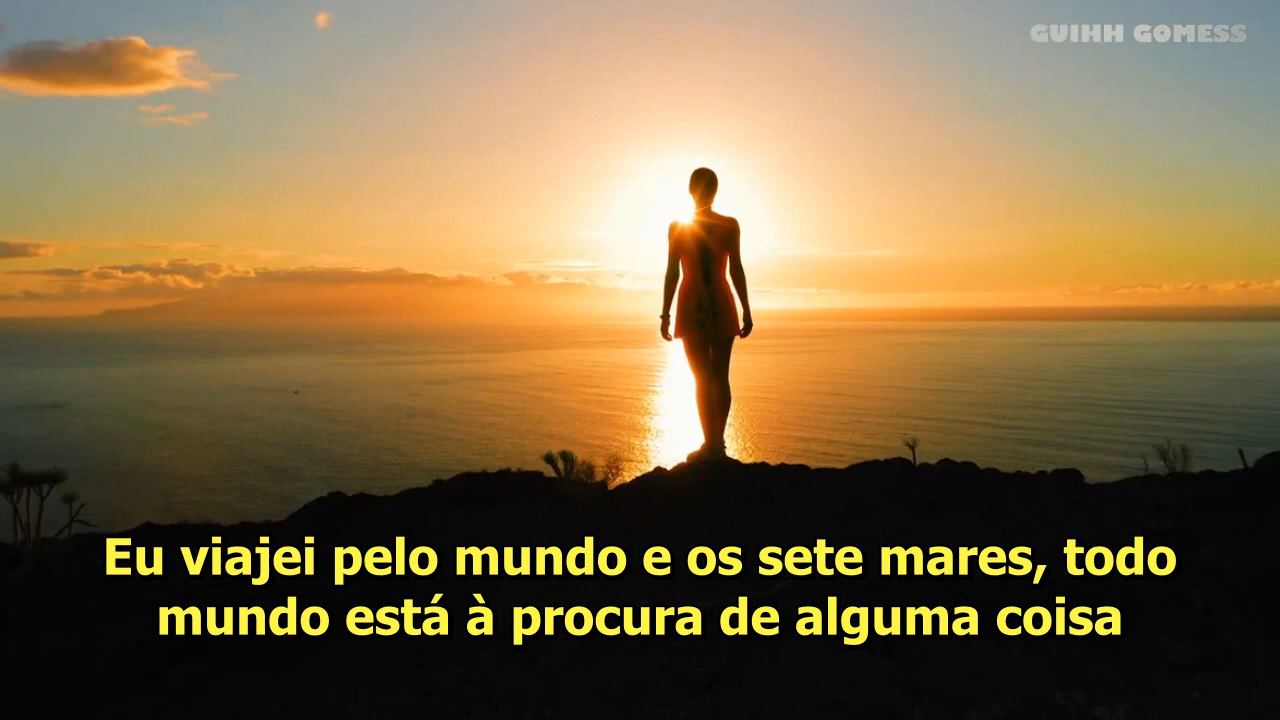 GUIHH GOMESS
Eu viajei pelo mundo e os sete mares, todo
mundo está à procura de alguma coisa